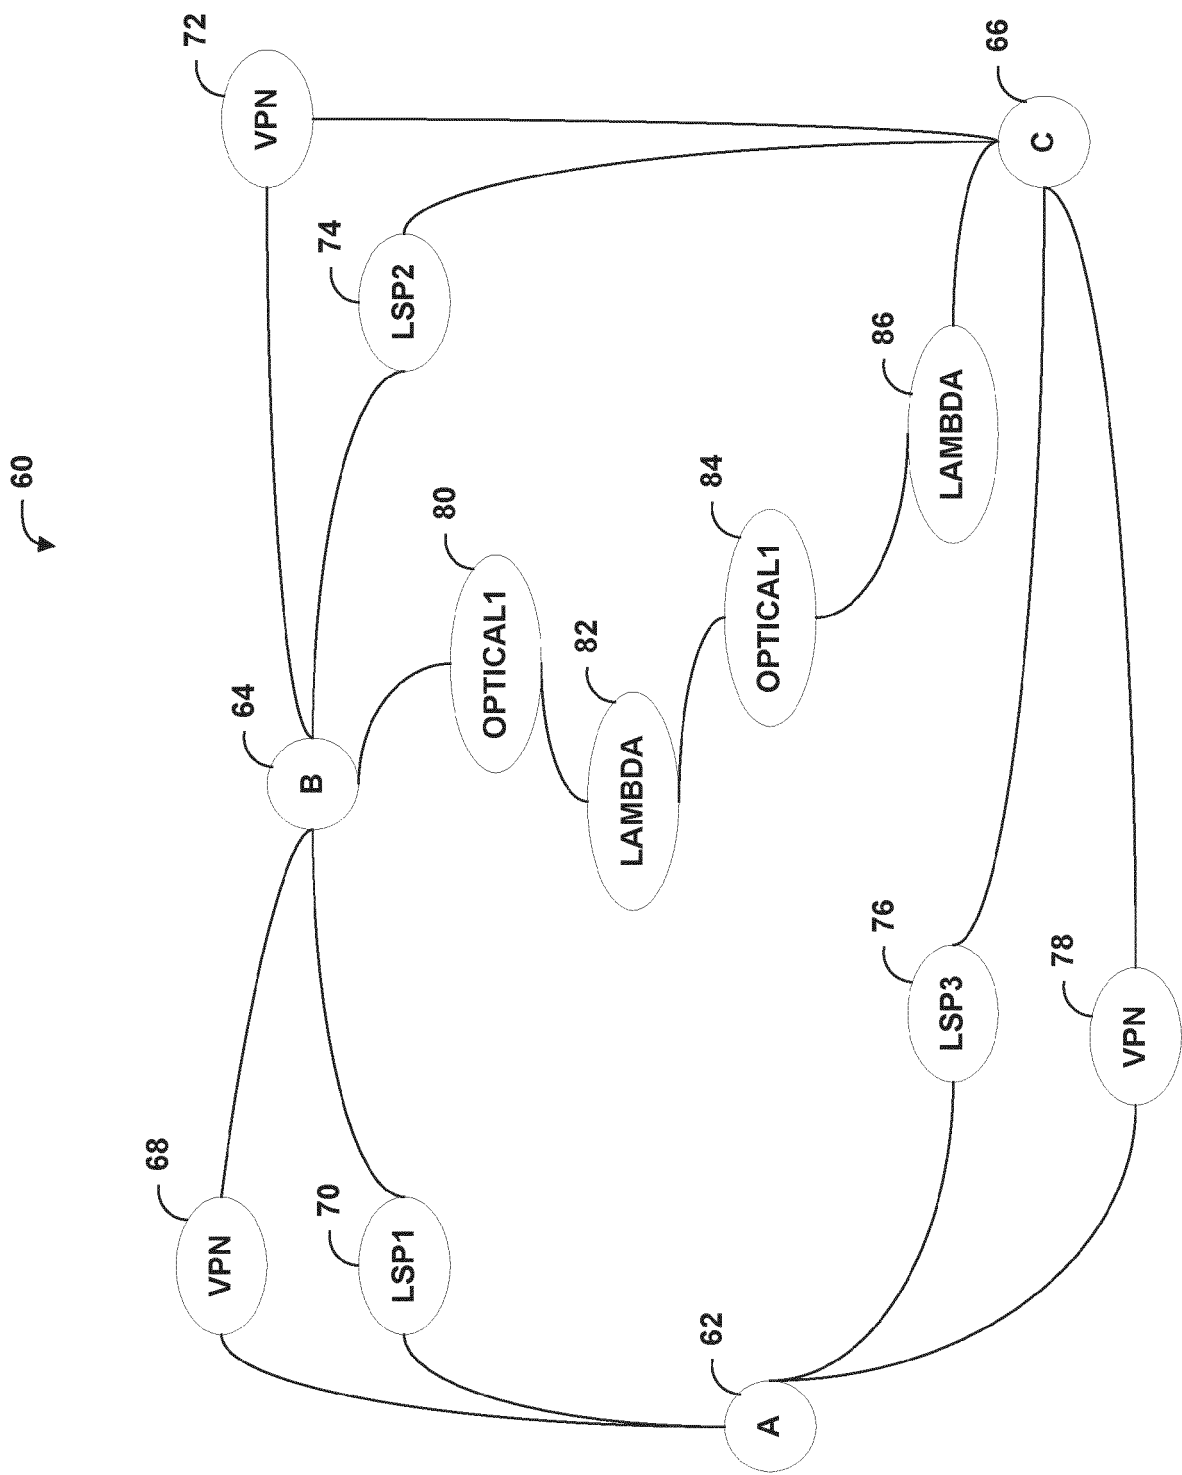 60
72
VPN
66
C
74
LSP2
86
LAMBDA
80
OPTICAL1
84
OPTICAL1
82
LAMBDA
64
B
76
LSP3
78
VPN
68
VPN
70
LSP1
62
A